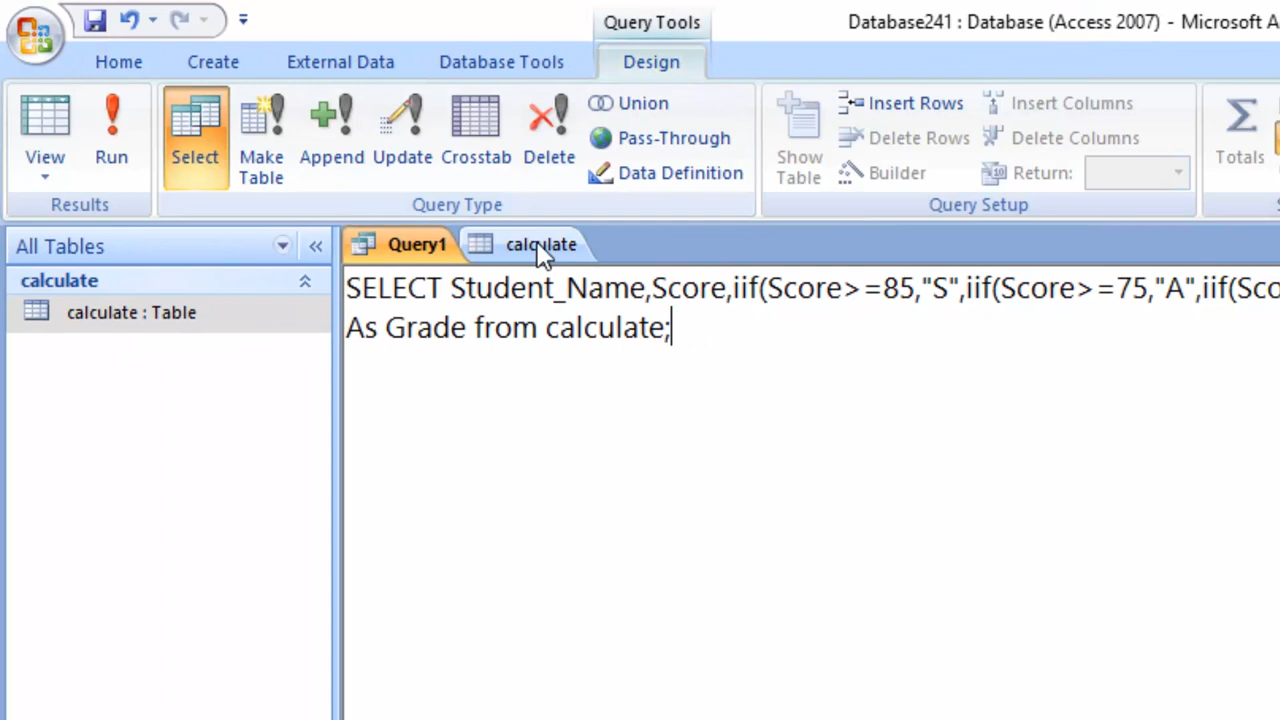 Query Tools
Database241 : Database (Access 2007) - Microsoft A
Home Create External Data Database Tools Design
View Run Select Make Table Append Update Crosstab Delete
Union
Pass-Through
Data Definition
Show Table
Insert Rows
Delete Rows
Builder
Insert Columns
Delete Columns
Return:
Totals
Results Query Type Query Setup
All Tables «
calculate
calculate : Table
Query1 calculate
SELECT Student_Name,Score,iif(Score>=85,"S",iif(Score>=75,"A",iif(Sco
As Grade from calculate;